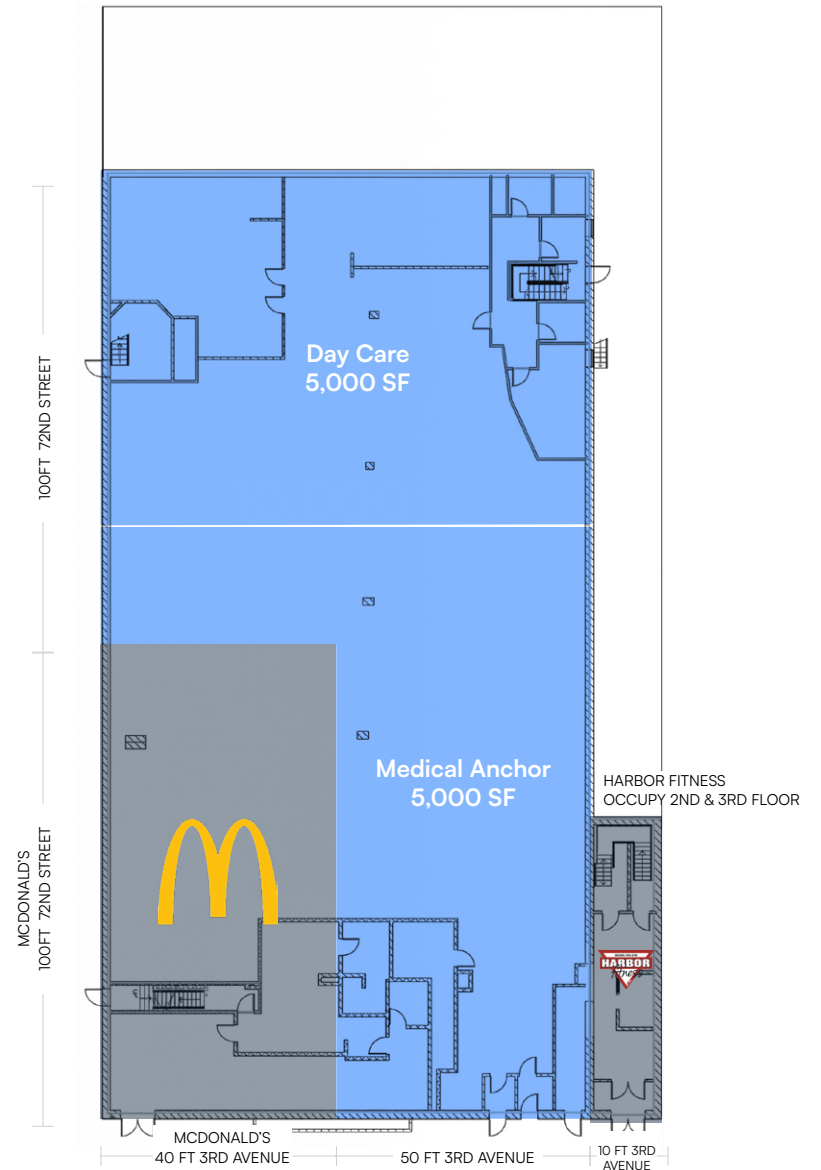 Day Care
5,000 SF
100FT 72ND STREET
Medical Anchor
5,000 SF
HARBOR FITNESS
OCCUPY 2ND & 3RD FLOOR
MCDONALD'S
100FT 72ND STREET
HARBOR
fitness
MCDONALD'S
40 FT 3RD AVENUE
50 FT 3RD AVENUE
10 FT 3RD
AVENUE